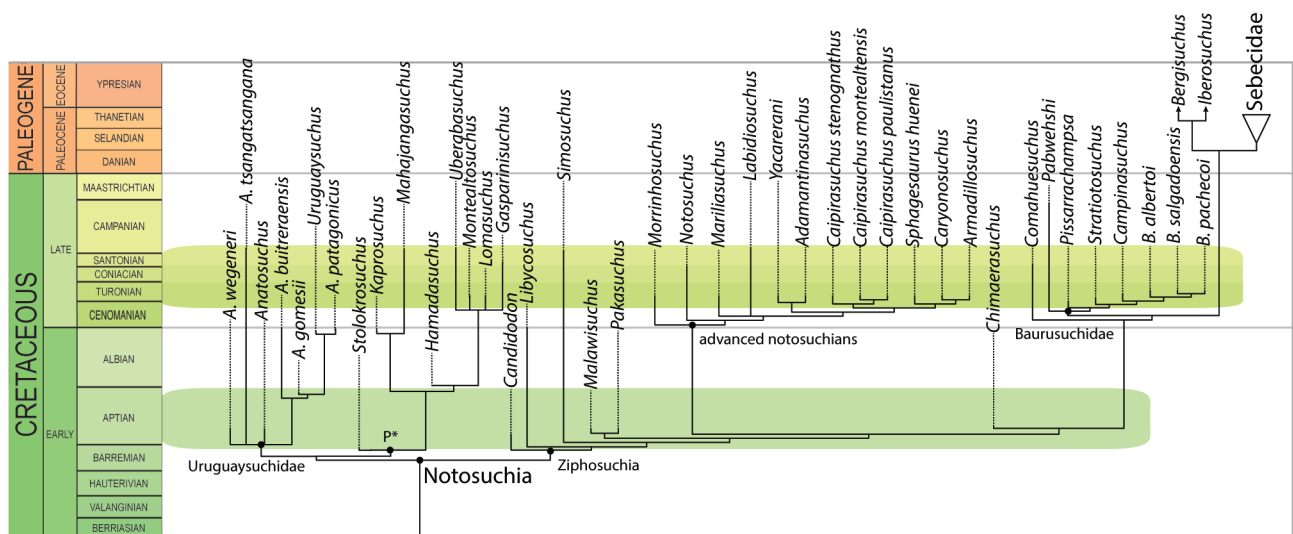 PALEOGENE
EOCENE
PALEOCENE
YPRESIAN
THANETIAN
SELANDIAN
DANIAN
CRETACEOUS
LATE
EARLY
MAASTRICHTIAN
CAMPANIAN
SANTONIAN
CONIACIAN
TURONIAN
CENOMANIAN
ALBIAN
APTIAN
BARREMIAN
HAUTERIVIAN
VALANGINIAN
BERRIASIAN
A. wegeneri
A. tsangatsangana
Anatosuchus
A. buitreraensis
A. gomesii
Uruguaysuchus
A. patagonicus
Stolokrosuchus
Kaprosuchus
Mahajangasuchus
Hamadasuchus
Uberabasuchus
Montealtosuchus
Lomasuchus
Gasparinisuchus
Candidodon
Libycosuchus
Simosuchus
Malawisuchus
Pakasuchus
Morrinhosuchus
Notosuchus
Mariliasuchus
Labidiosuchus
Yacarerani
Adamantinasuchus
Caipirasuchus stenognathus
Caipirasuchus montealtensis
Caipirasuchus paulistanus
Sphagesaurus huenei
Caryonosuchus
Armadillosuchus
Chimaerasuchus
Comahuesuchus
Pabwehshi
Pissarrachampsa
Stratiotosuchus
Campinasuchus
B. albertoi
B. salgadoensis
B. pachecoi
Bergisuchus
Iberosuchus
Sebecidae
advanced notosuchians
Baurusuchidae
P*
Uruguaysuchidae
Notosuchia
Ziphosuchia